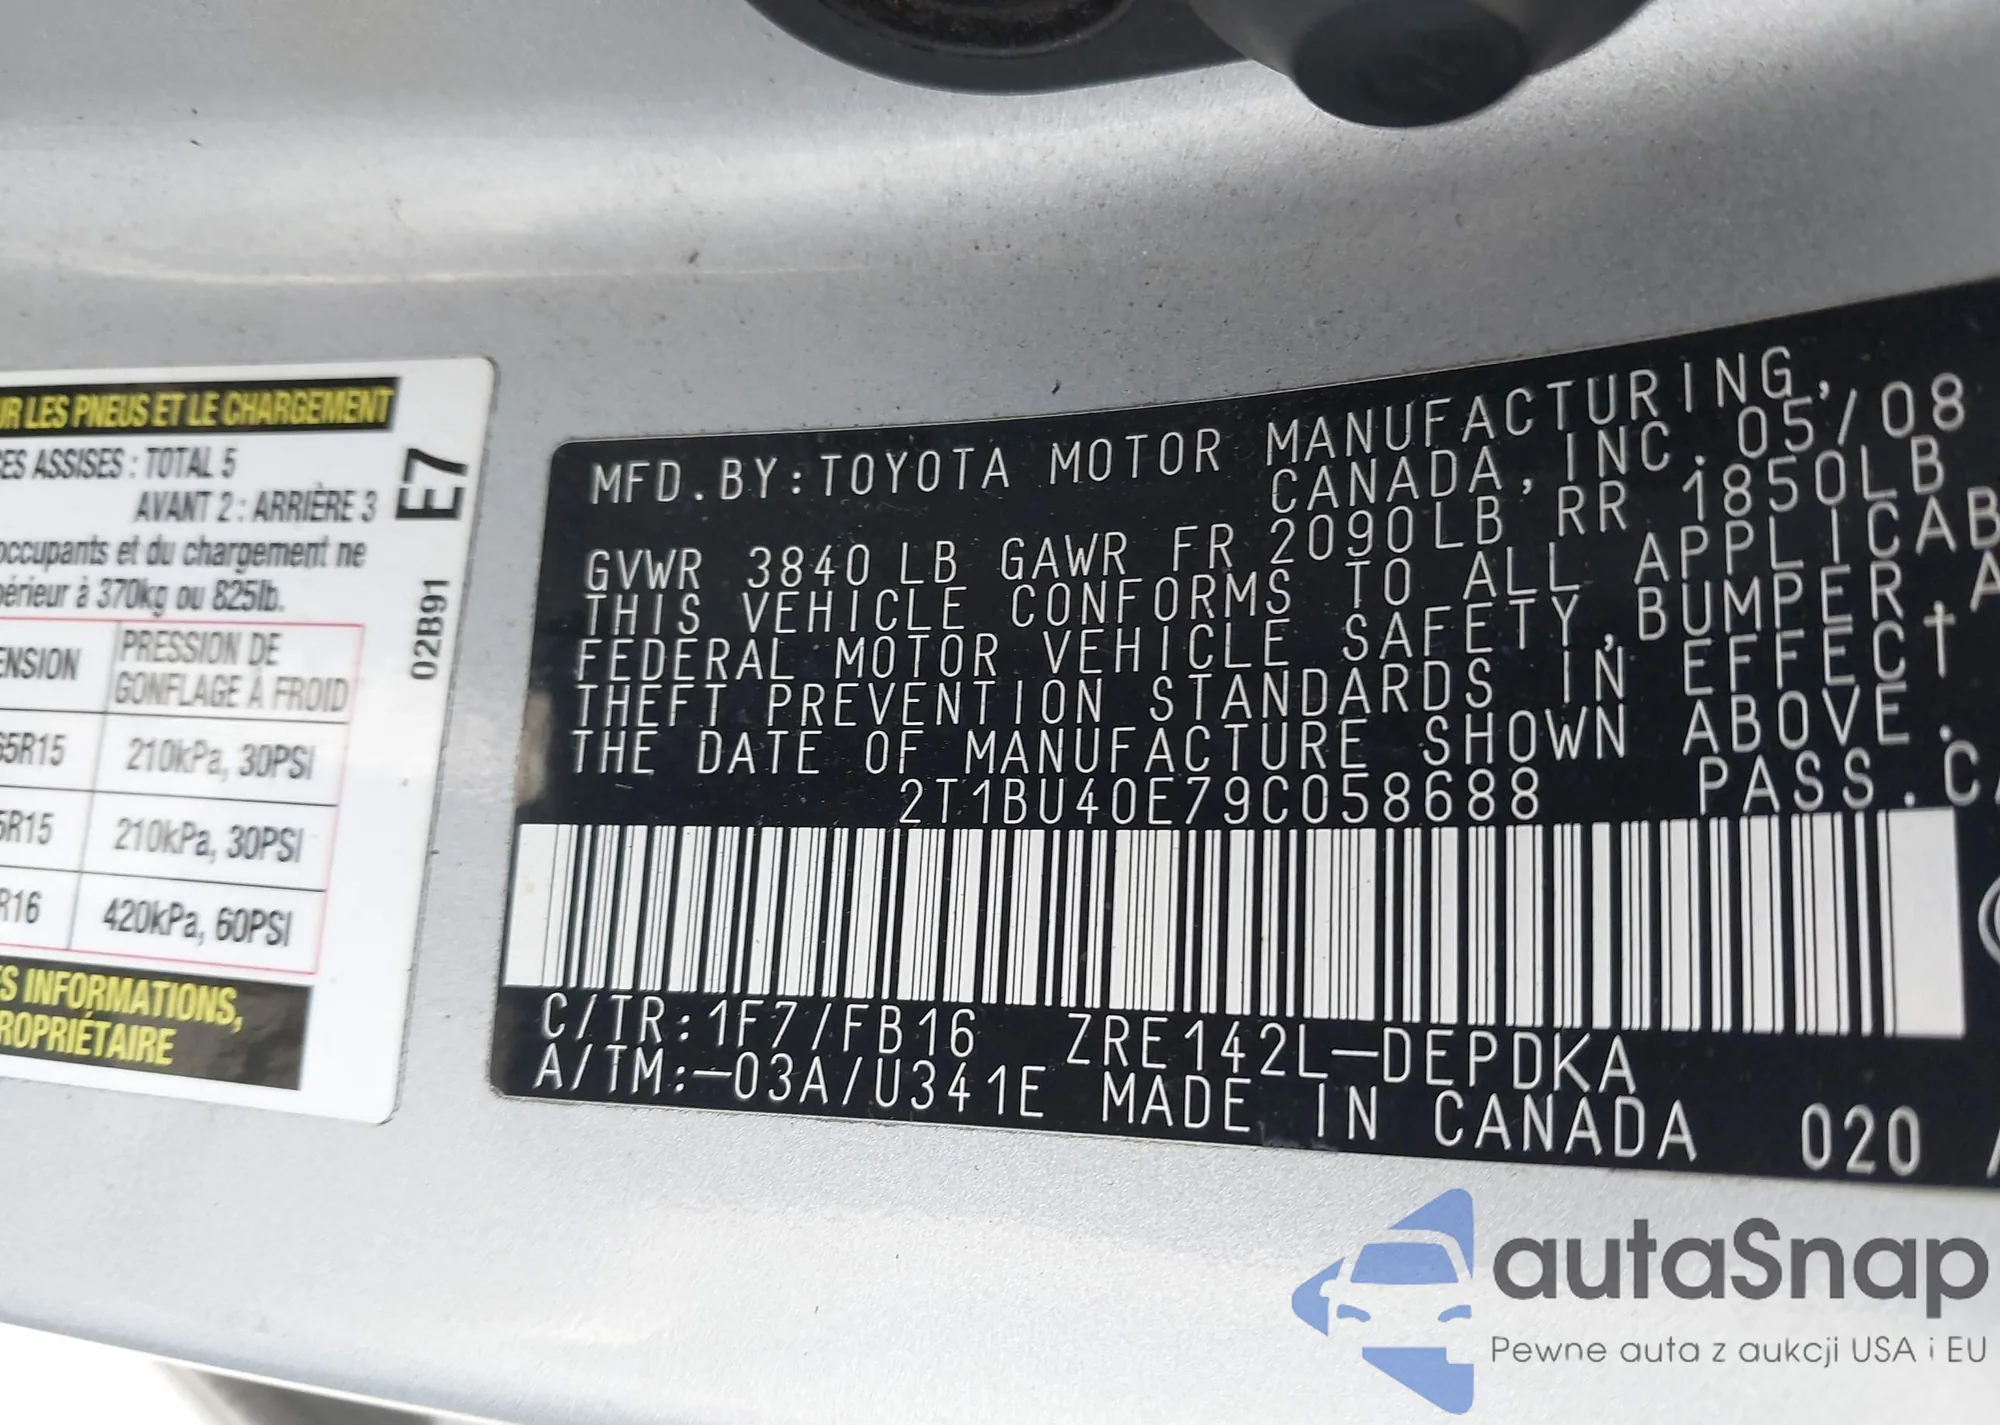 UR LES PNEUS ET LE CHARGEMENT
CES ASSISES : TOTAL 5
AVANT 2 : ARRIÈRE 3
occupants et du chargement ne
périeur à 370kg ou 825lb.
ENSION PRESSION DE GONFLAGE À FROID
65R15 210kPa, 30PSI
5R15 210kPa, 30PSI
R16 420kPa, 60PSI
ES INFORMATIONS,
ROPRIÉTAIRE
E7
02B91
MFD.BY:TOYOTA MOTOR MANUFACTURING,
CANADA,INC.05/08
GVWR 3840 LB GAWR FR 2090LB RR 1850LB
THIS VEHICLE CONFORMS TO ALL APPLICAB
FEDERAL MOTOR VEHICLE SAFETY,BUMPER,A
THEFT PREVENTION STANDARDS IN EFFECT
THE DATE OF MANUFACTURE SHOWN ABOVE.
2T1BU40E79C058688 PASS.CA
C/TR:1F7/FB16 ZRE142L-DEPDKA
A/TM:-03A/U341E MADE IN CANADA 020
autaSnap
Pewne auta z aukcji USA i EU